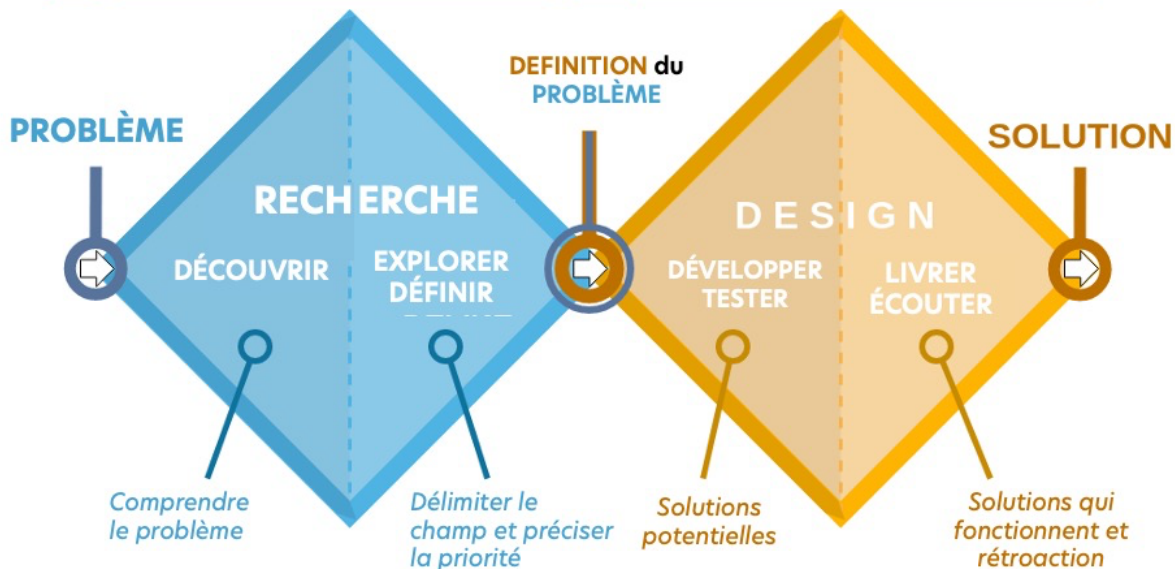 PROBLÈME
DEFINITION du
PROBLÈME
SOLUTION
RECHERCHE
DÉCOUVRIR
EXPLORER
DÉFINIR
DESIGN
DÉVELOPPER
TESTER
LIVRER
ÉCOUTER
Comprendre
le problème
Délimiter le
champ et préciser
la priorité
Solutions
potentielles
Solutions qui
fonctionnent et
rétroaction